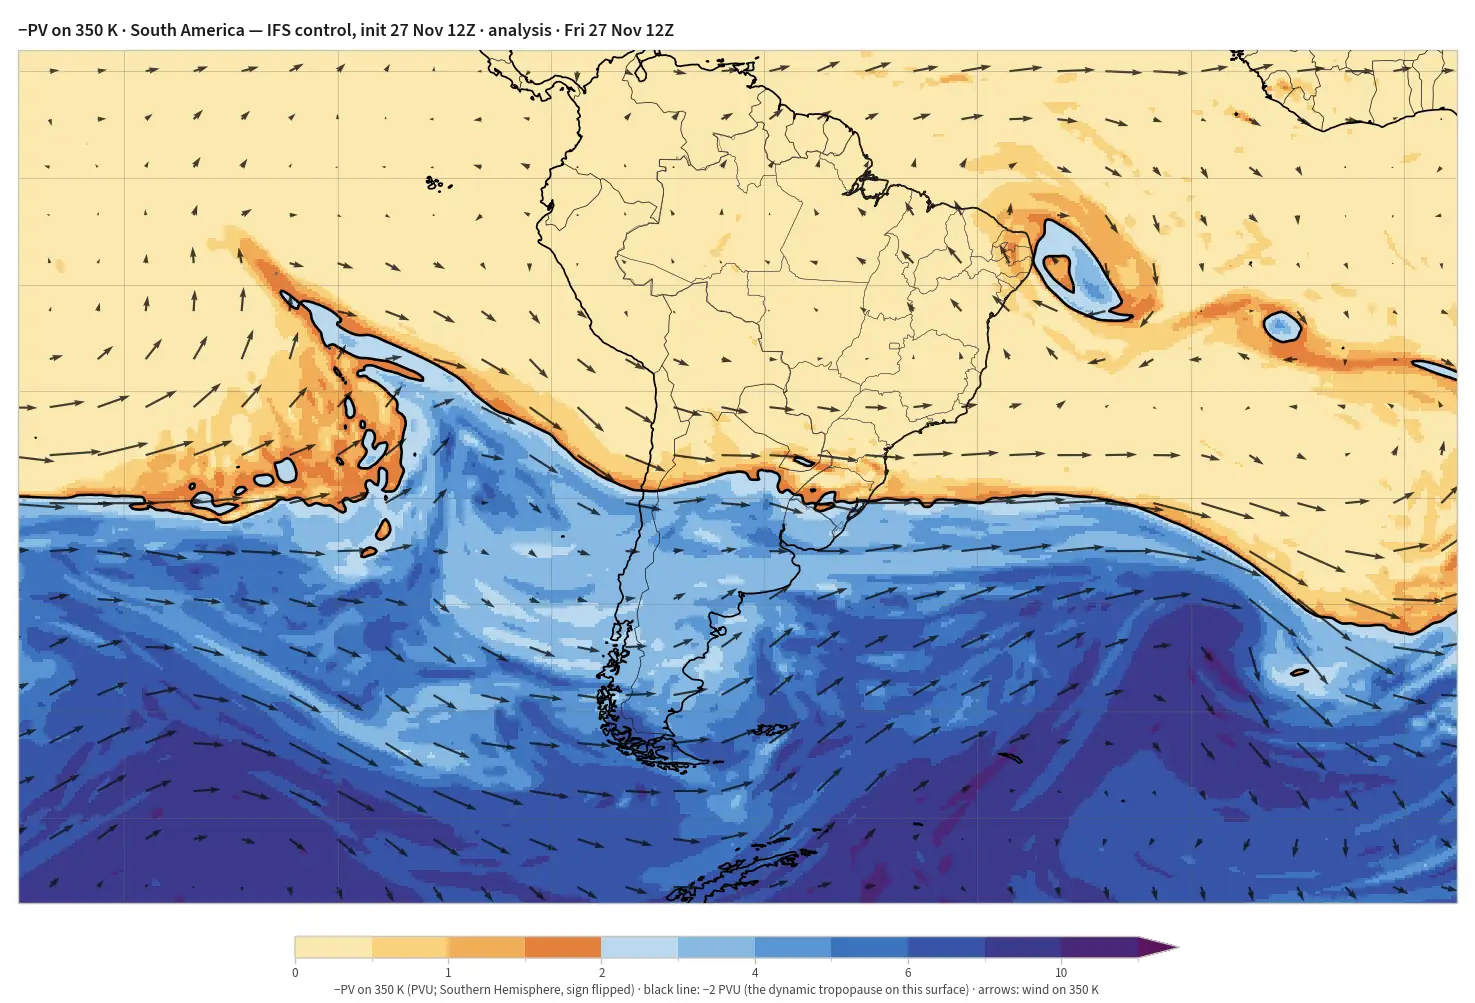 −PV on 350 K · South America — IFS control, init 27 Nov 12Z · analysis · Fri 27 Nov 12Z
0 1 2 4 6 10
−PV on 350 K (PVU; Southern Hemisphere, sign flipped) · black line: −2 PVU (the dynamic tropopause on this surface) · arrows: wind on 350 K